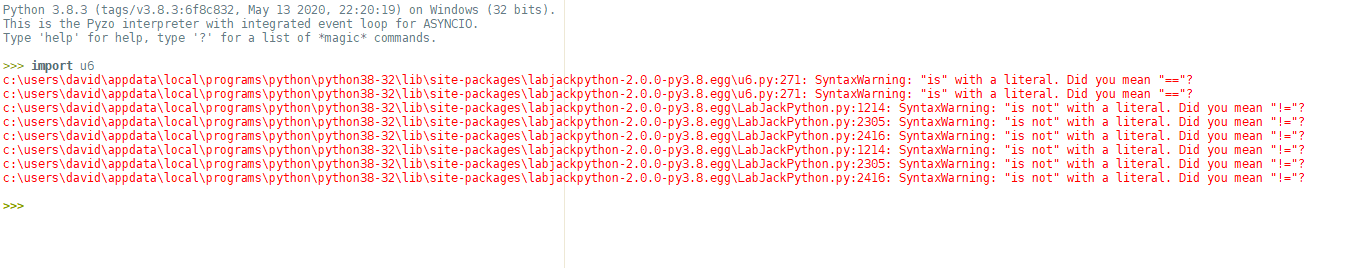 Python 3.8.3 (tags/v3.8.3:6f8c832, May 13 2020, 22:20:19) on Windows (32 bits).
This is the Pyzo interpreter with integrated event loop for ASYNCIO.
Type 'help' for help, type '?' for a list of *magic* commands.
>>> import u6
c:\users\david\appdata\local\programs\python\python38-32\lib\site-packages\labjackpython-2.0.0-py3.8.egg\u6.py:271: SyntaxWarning: "is" with a literal. Did you mean "=="?
c:\users\david\appdata\local\programs\python\python38-32\lib\site-packages\labjackpython-2.0.0-py3.8.egg\u6.py:271: SyntaxWarning: "is" with a literal. Did you mean "=="?
c:\users\david\appdata\local\programs\python\python38-32\lib\site-packages\labjackpython-2.0.0-py3.8.egg\LabJackPython.py:1214: SyntaxWarning: "is not" with a literal. Did you mean "!="?
c:\users\david\appdata\local\programs\python\python38-32\lib\site-packages\labjackpython-2.0.0-py3.8.egg\LabJackPython.py:2305: SyntaxWarning: "is not" with a literal. Did you mean "!="?
c:\users\david\appdata\local\programs\python\python38-32\lib\site-packages\labjackpython-2.0.0-py3.8.egg\LabJackPython.py:2416: SyntaxWarning: "is not" with a literal. Did you mean "!="?
c:\users\david\appdata\local\programs\python\python38-32\lib\site-packages\labjackpython-2.0.0-py3.8.egg\LabJackPython.py:1214: SyntaxWarning: "is not" with a literal. Did you mean "!="?
c:\users\david\appdata\local\programs\python\python38-32\lib\site-packages\labjackpython-2.0.0-py3.8.egg\LabJackPython.py:2305: SyntaxWarning: "is not" with a literal. Did you mean "!="?
c:\users\david\appdata\local\programs\python\python38-32\lib\site-packages\labjackpython-2.0.0-py3.8.egg\LabJackPython.py:2416: SyntaxWarning: "is not" with a literal. Did you mean "!="?
>>>